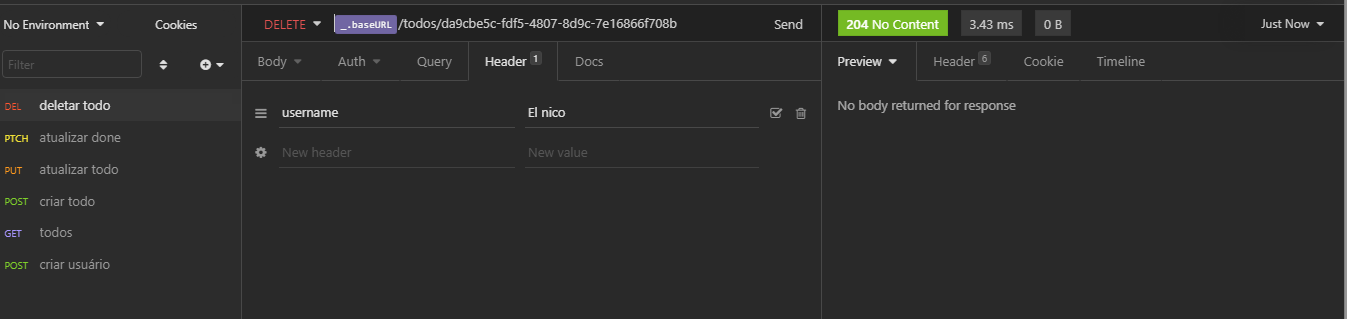 No Environment Cookies
DELETE _.baseURL /todos/da9cbe5c-fdf5-4807-8d9c-7e16866f708b Send
204 No Content 3.43 ms 0 B Just Now
Filter
Body Auth Query Header 1 Docs
Preview Header 6 Cookie Timeline
DEL deletar todo
PTCH atualizar done
PUT atualizar todo
POST criar todo
GET todos
POST criar usuário
username El nico
New header New value
No body returned for response